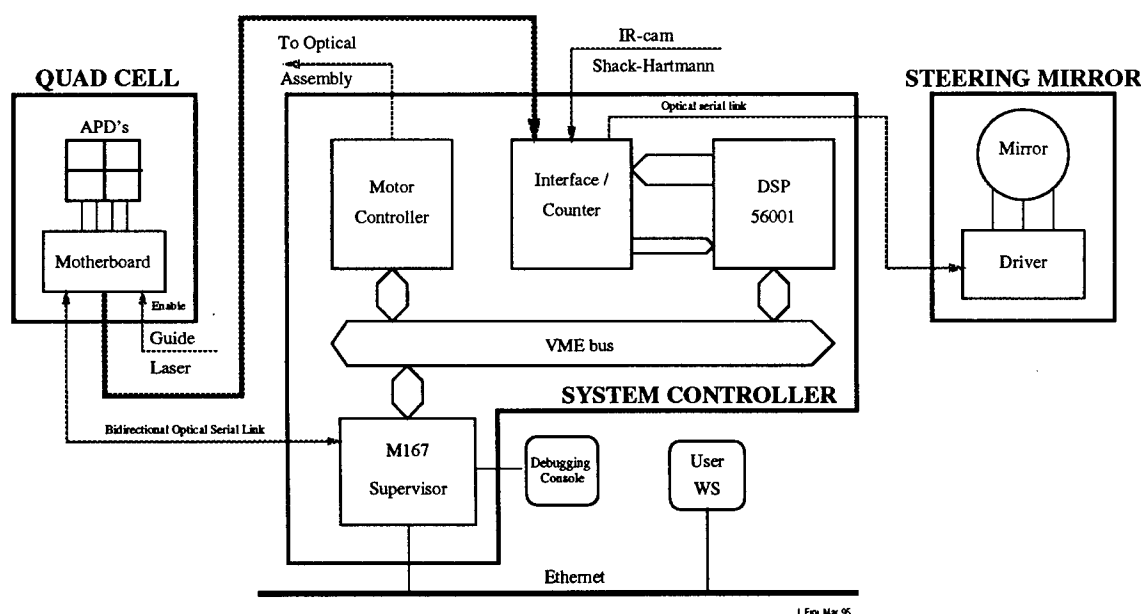 To Optical
Assembly
IR-cam
Shack-Hartmann
QUAD CELL
STEERING MIRROR
Optical serial link
APD's
Motor
Controller
Interface /
Counter
DSP
56001
Mirror
Motherboard
Driver
Enable
Guide
Laser
VME bus
SYSTEM CONTROLLER
Bidirectional Optical Serial Link
M167
Supervisor
Debugging
Console
User
WS
Ethernet
Mar 95